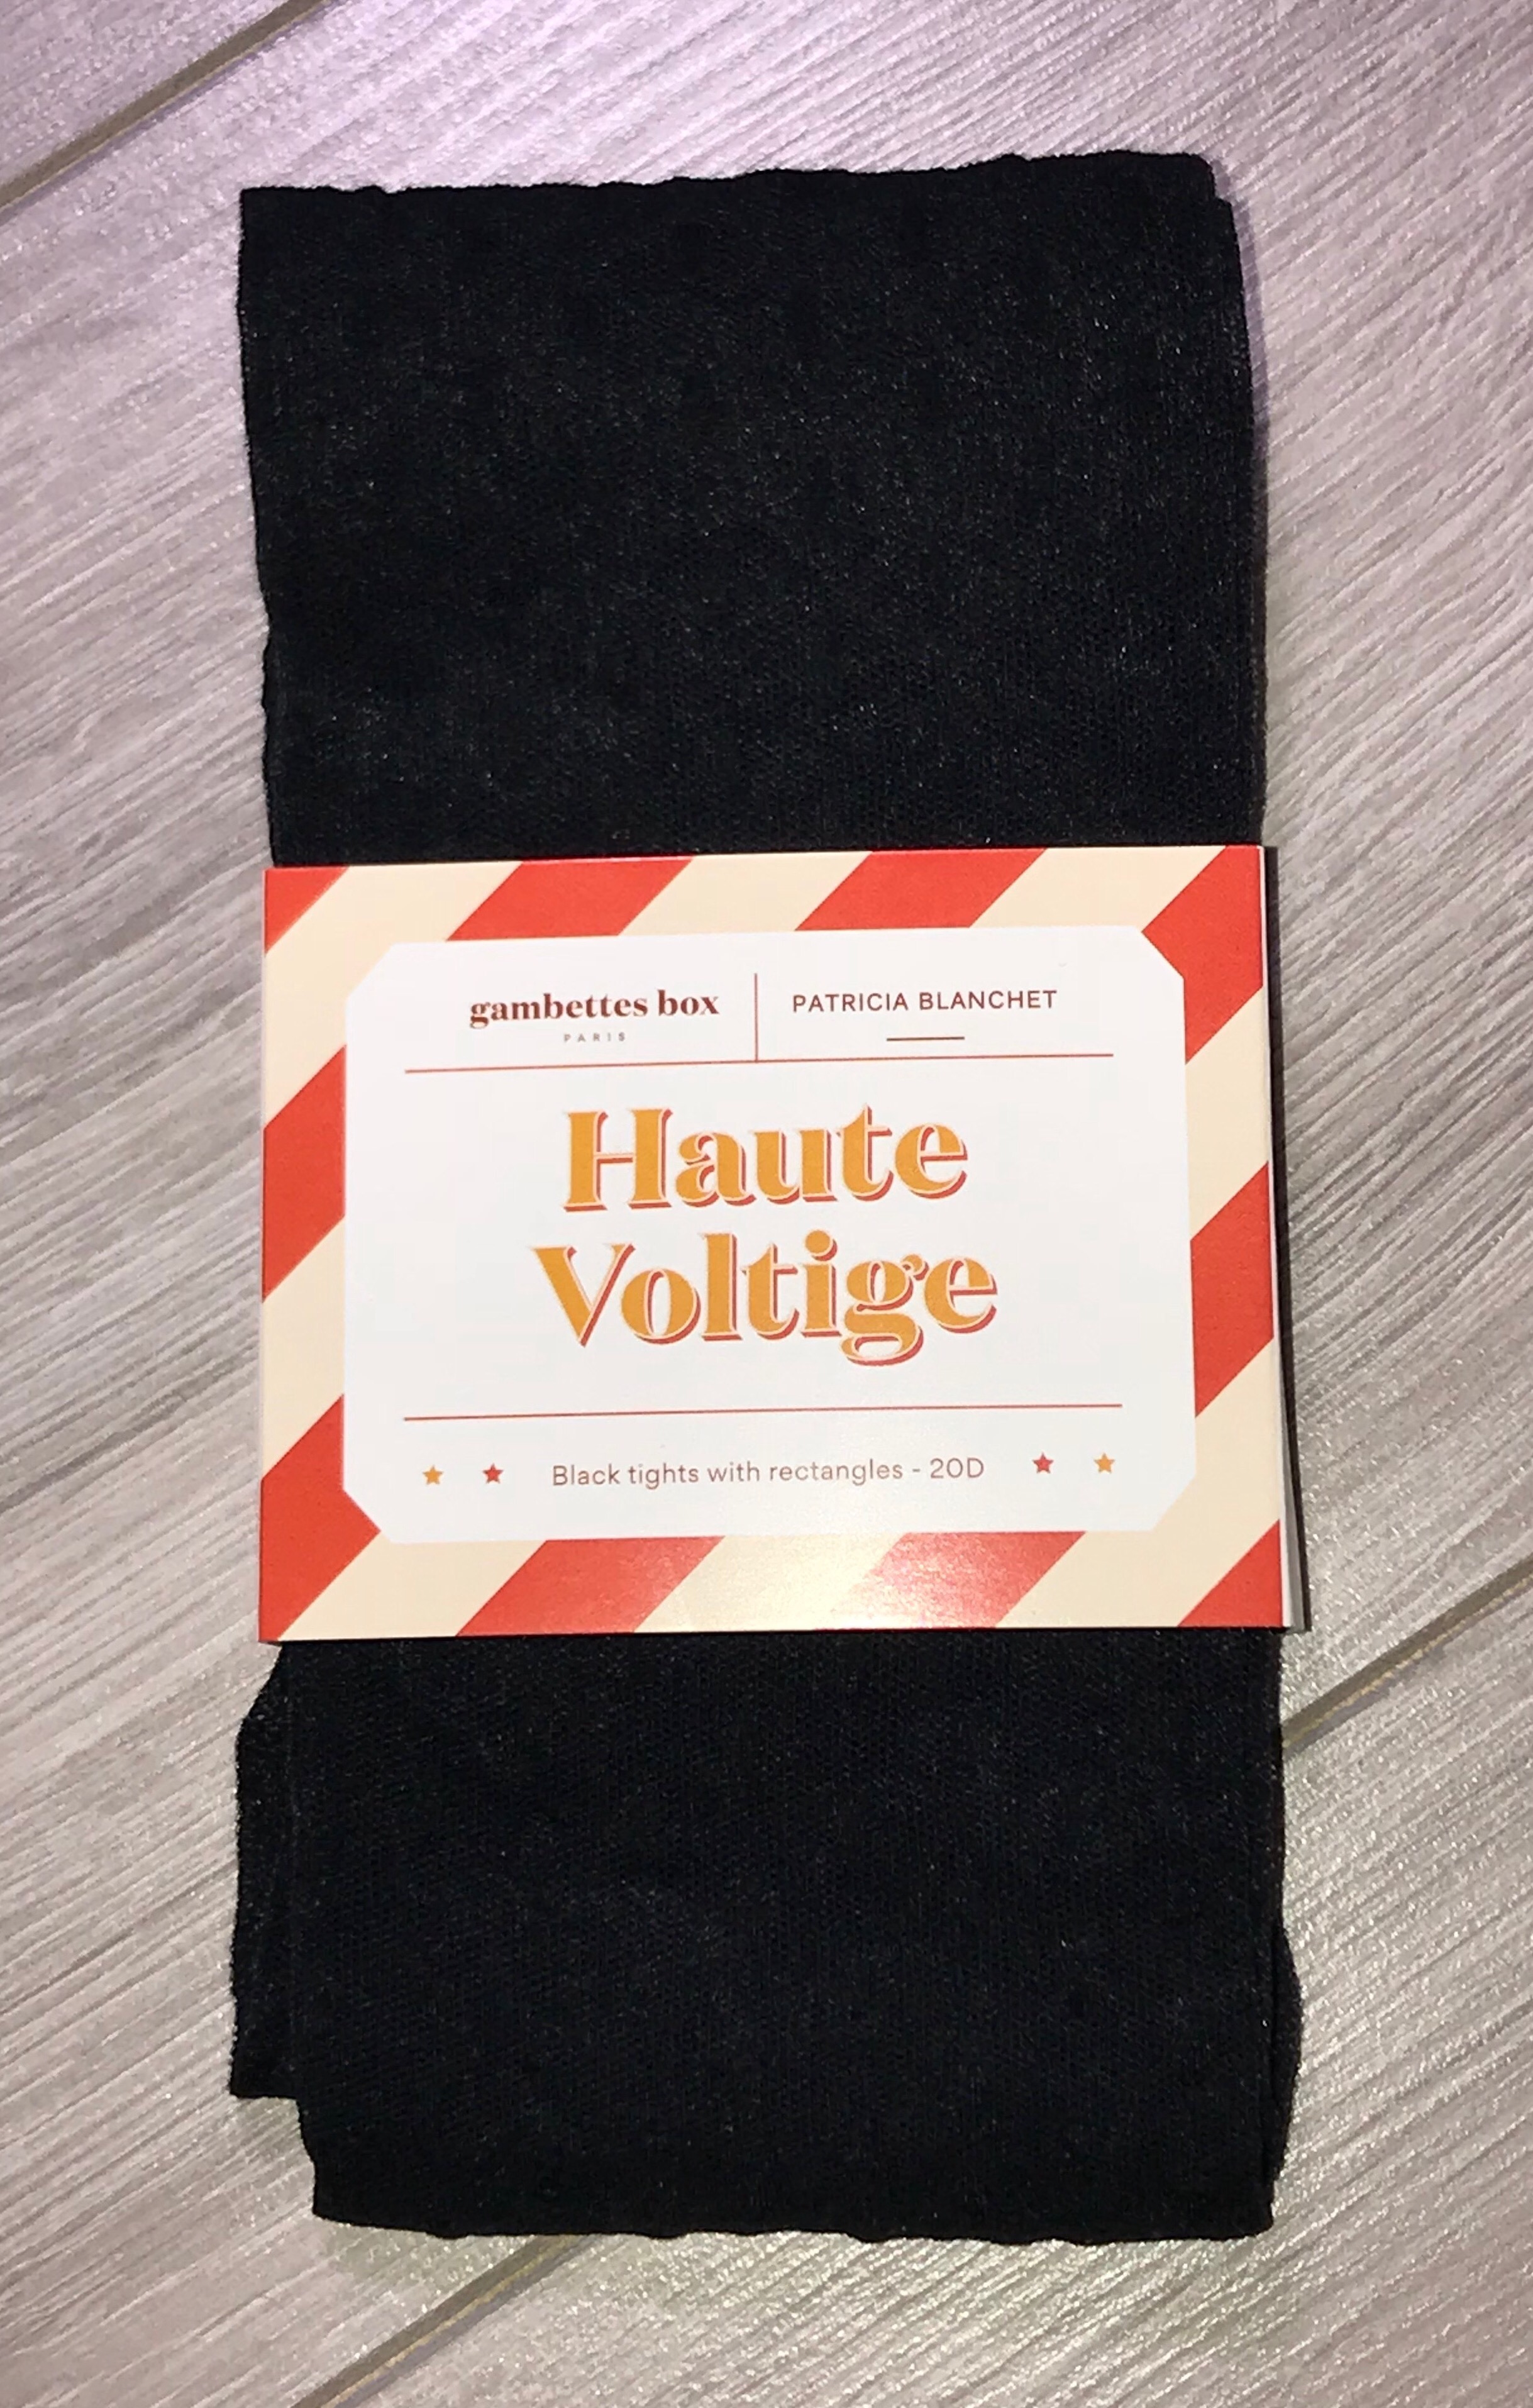 gambettes box
PARIS
PATRICIA BLANCHET
Haute
Voltige
Black tights with rectangles - 20D